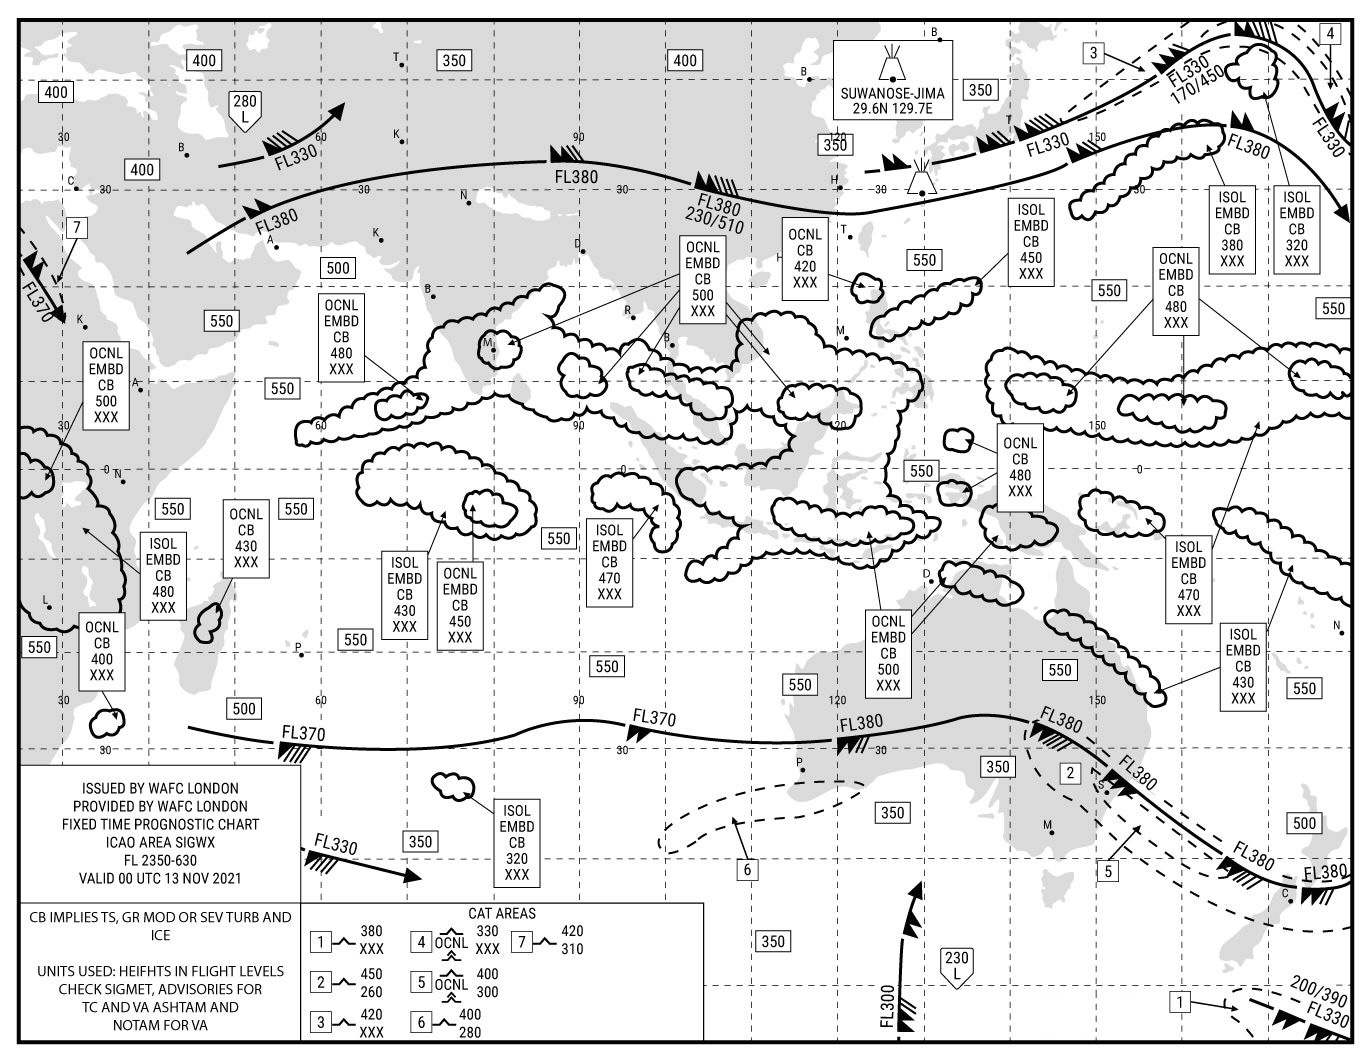 B
3
4
400
T
350
400
B
SUWANOSE-JIMA
29.6N 129.7E
350
FL330
170/450
400
280
L
30
B
FL330
60
K
90
120
350
T
FL330
150
FL380
FL330
B
400
C
30
30
FL380
N
FL380
230/510
30
H
30
30
7
FL380
A
K
D
OCNL
EMBD
CB
500
XXX
H
OCNL
CB
420
XXX
T
550
ISOL
EMBD
CB
450
XXX
ISOL
EMBD
CB
380
XXX
ISOL
EMBD
CB
320
XXX
OCNL
EMBD
CB
480
XXX
500
FL370
K
550
OCNL
EMBD
CB
480
XXX
B
R
B
M
M
550
550
OCNL
EMBD
CB
500
XXX
A
550
30
60
90
120
150
0
N
0
0
550
OCNL
CB
480
XXX
550
550
OCNL
CB
430
XXX
550
ISOL
EMBD
CB
480
XXX
L
ISOL
EMBD
CB
430
XXX
OCNL
EMBD
CB
450
XXX
ISOL
EMBD
CB
470
XXX
D
OCNL
EMBD
CB
500
XXX
ISOL
EMBD
CB
470
XXX
ISOL
EMBD
CB
430
XXX
N
550
OCNL
CB
400
XXX
P
550
550
550
550
550
30
500
60
90
120
150
30
FL370
FL370
30
FL380
30
FL380
FL380
P
350
2
S
350
M
6
5
500
FL380
FL380
C
ISOL
EMBD
CB
320
XXX
350
FL330
ISSUED BY WAFC LONDON
PROVIDED BY WAFC LONDON
FIXED TIME PROGNOSTIC CHART
ICAO AREA SIGWX
FL 2350-630
VALID 00 UTC 13 NOV 2021
CB IMPLIES TS, GR MOD OR SEV TURB AND
ICE
UNITS USED: HEIFHTS IN FLIGHT LEVELS
CHECK SIGMET, ADVISORIES FOR
TC AND VA ASHTAM AND
NOTAM FOR VA
CAT AREAS
1 380 XXX
2 450 260
3 420 XXX
4 OCNL 330 XXX
5 OCNL 400 300
6 400 280
7 420 310
350
FL300
230
L
1
200/390
FL330